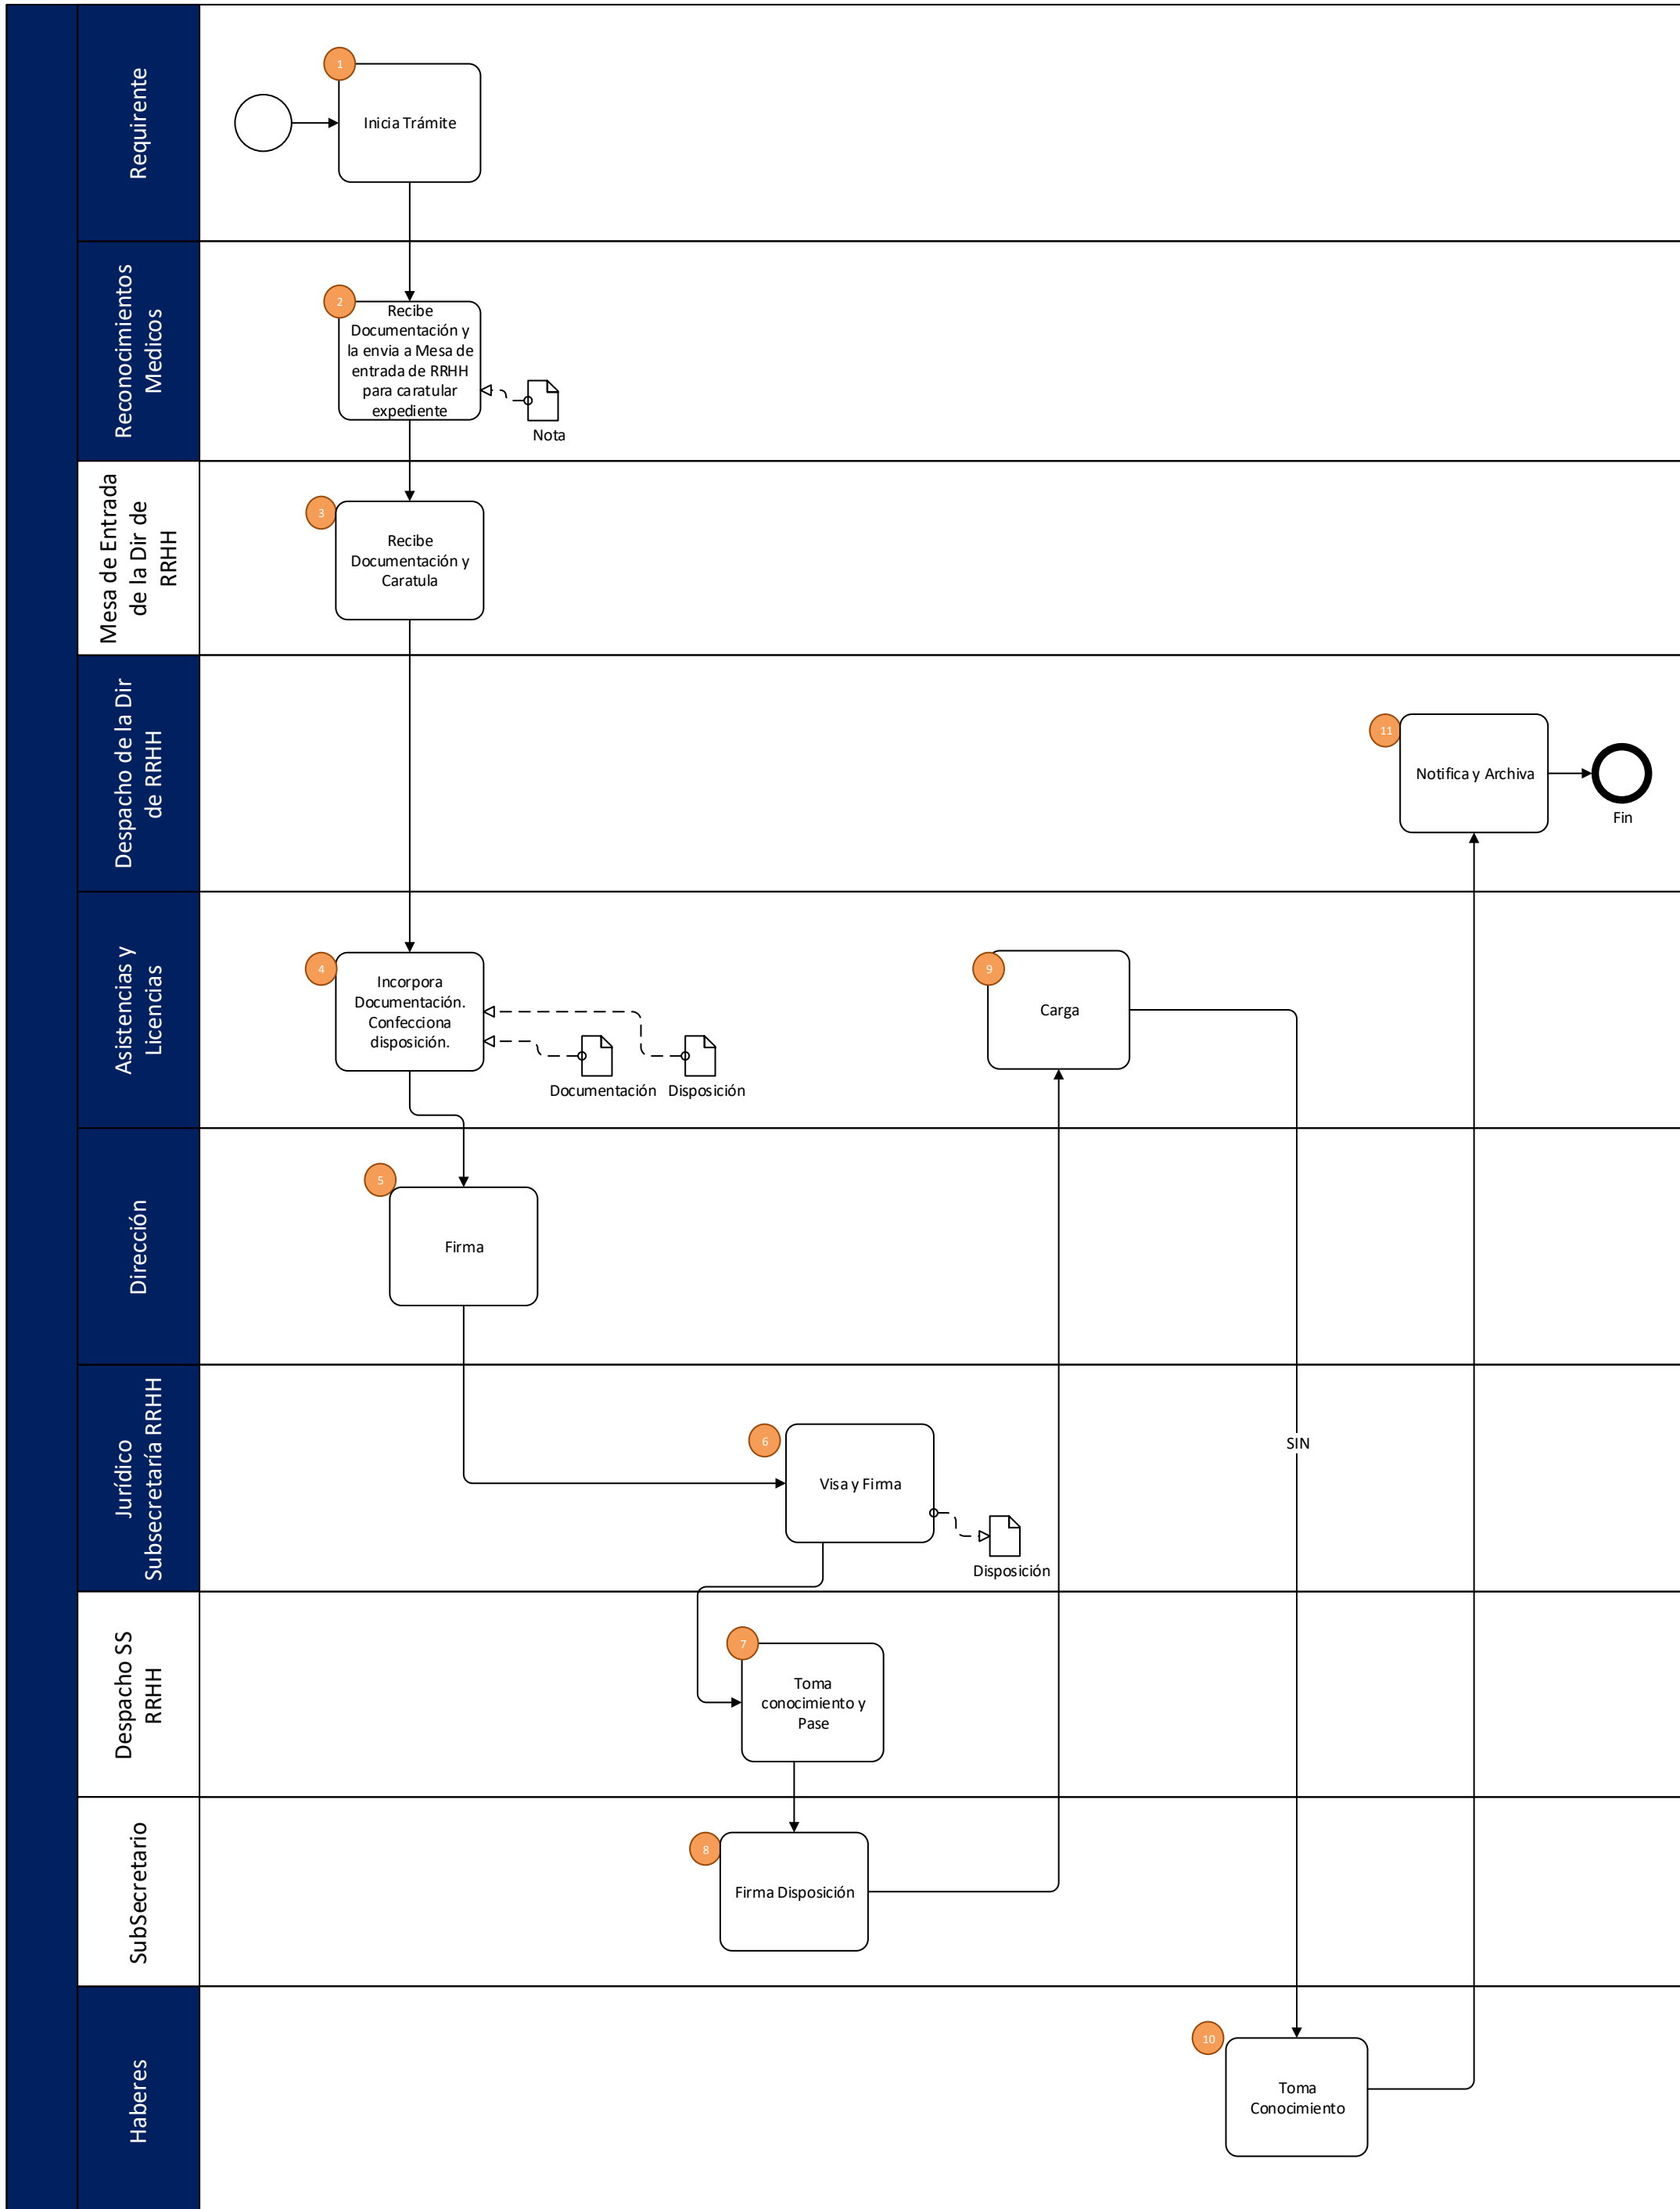 Requirente
1
Inicia Trámite
Reconocimientos
Medicos
2
Recibe
Documentación y
la envia a Mesa de
entrada de RRHH
para caratular
expediente
Nota
Mesa de Entrada
de la Dir de
RRHH
3
Recibe
Documentación y
Caratula
Despacho de la Dir
de RRHH
11
Notifica y Archiva
Fin
Asistencias y
Licencias
4
Incorpora
Documentación.
Confecciona
disposición.
Documentación
Disposición
9
Carga
Dirección
5
Firma
Jurídico
Subsecretaría RRHH
6
Visa y Firma
Disposición
SIN
Despacho SS
RRHH
7
Toma
conocimiento y
Pase
SubSecretario
8
Firma Disposición
Haberes
10
Toma
Conocimiento